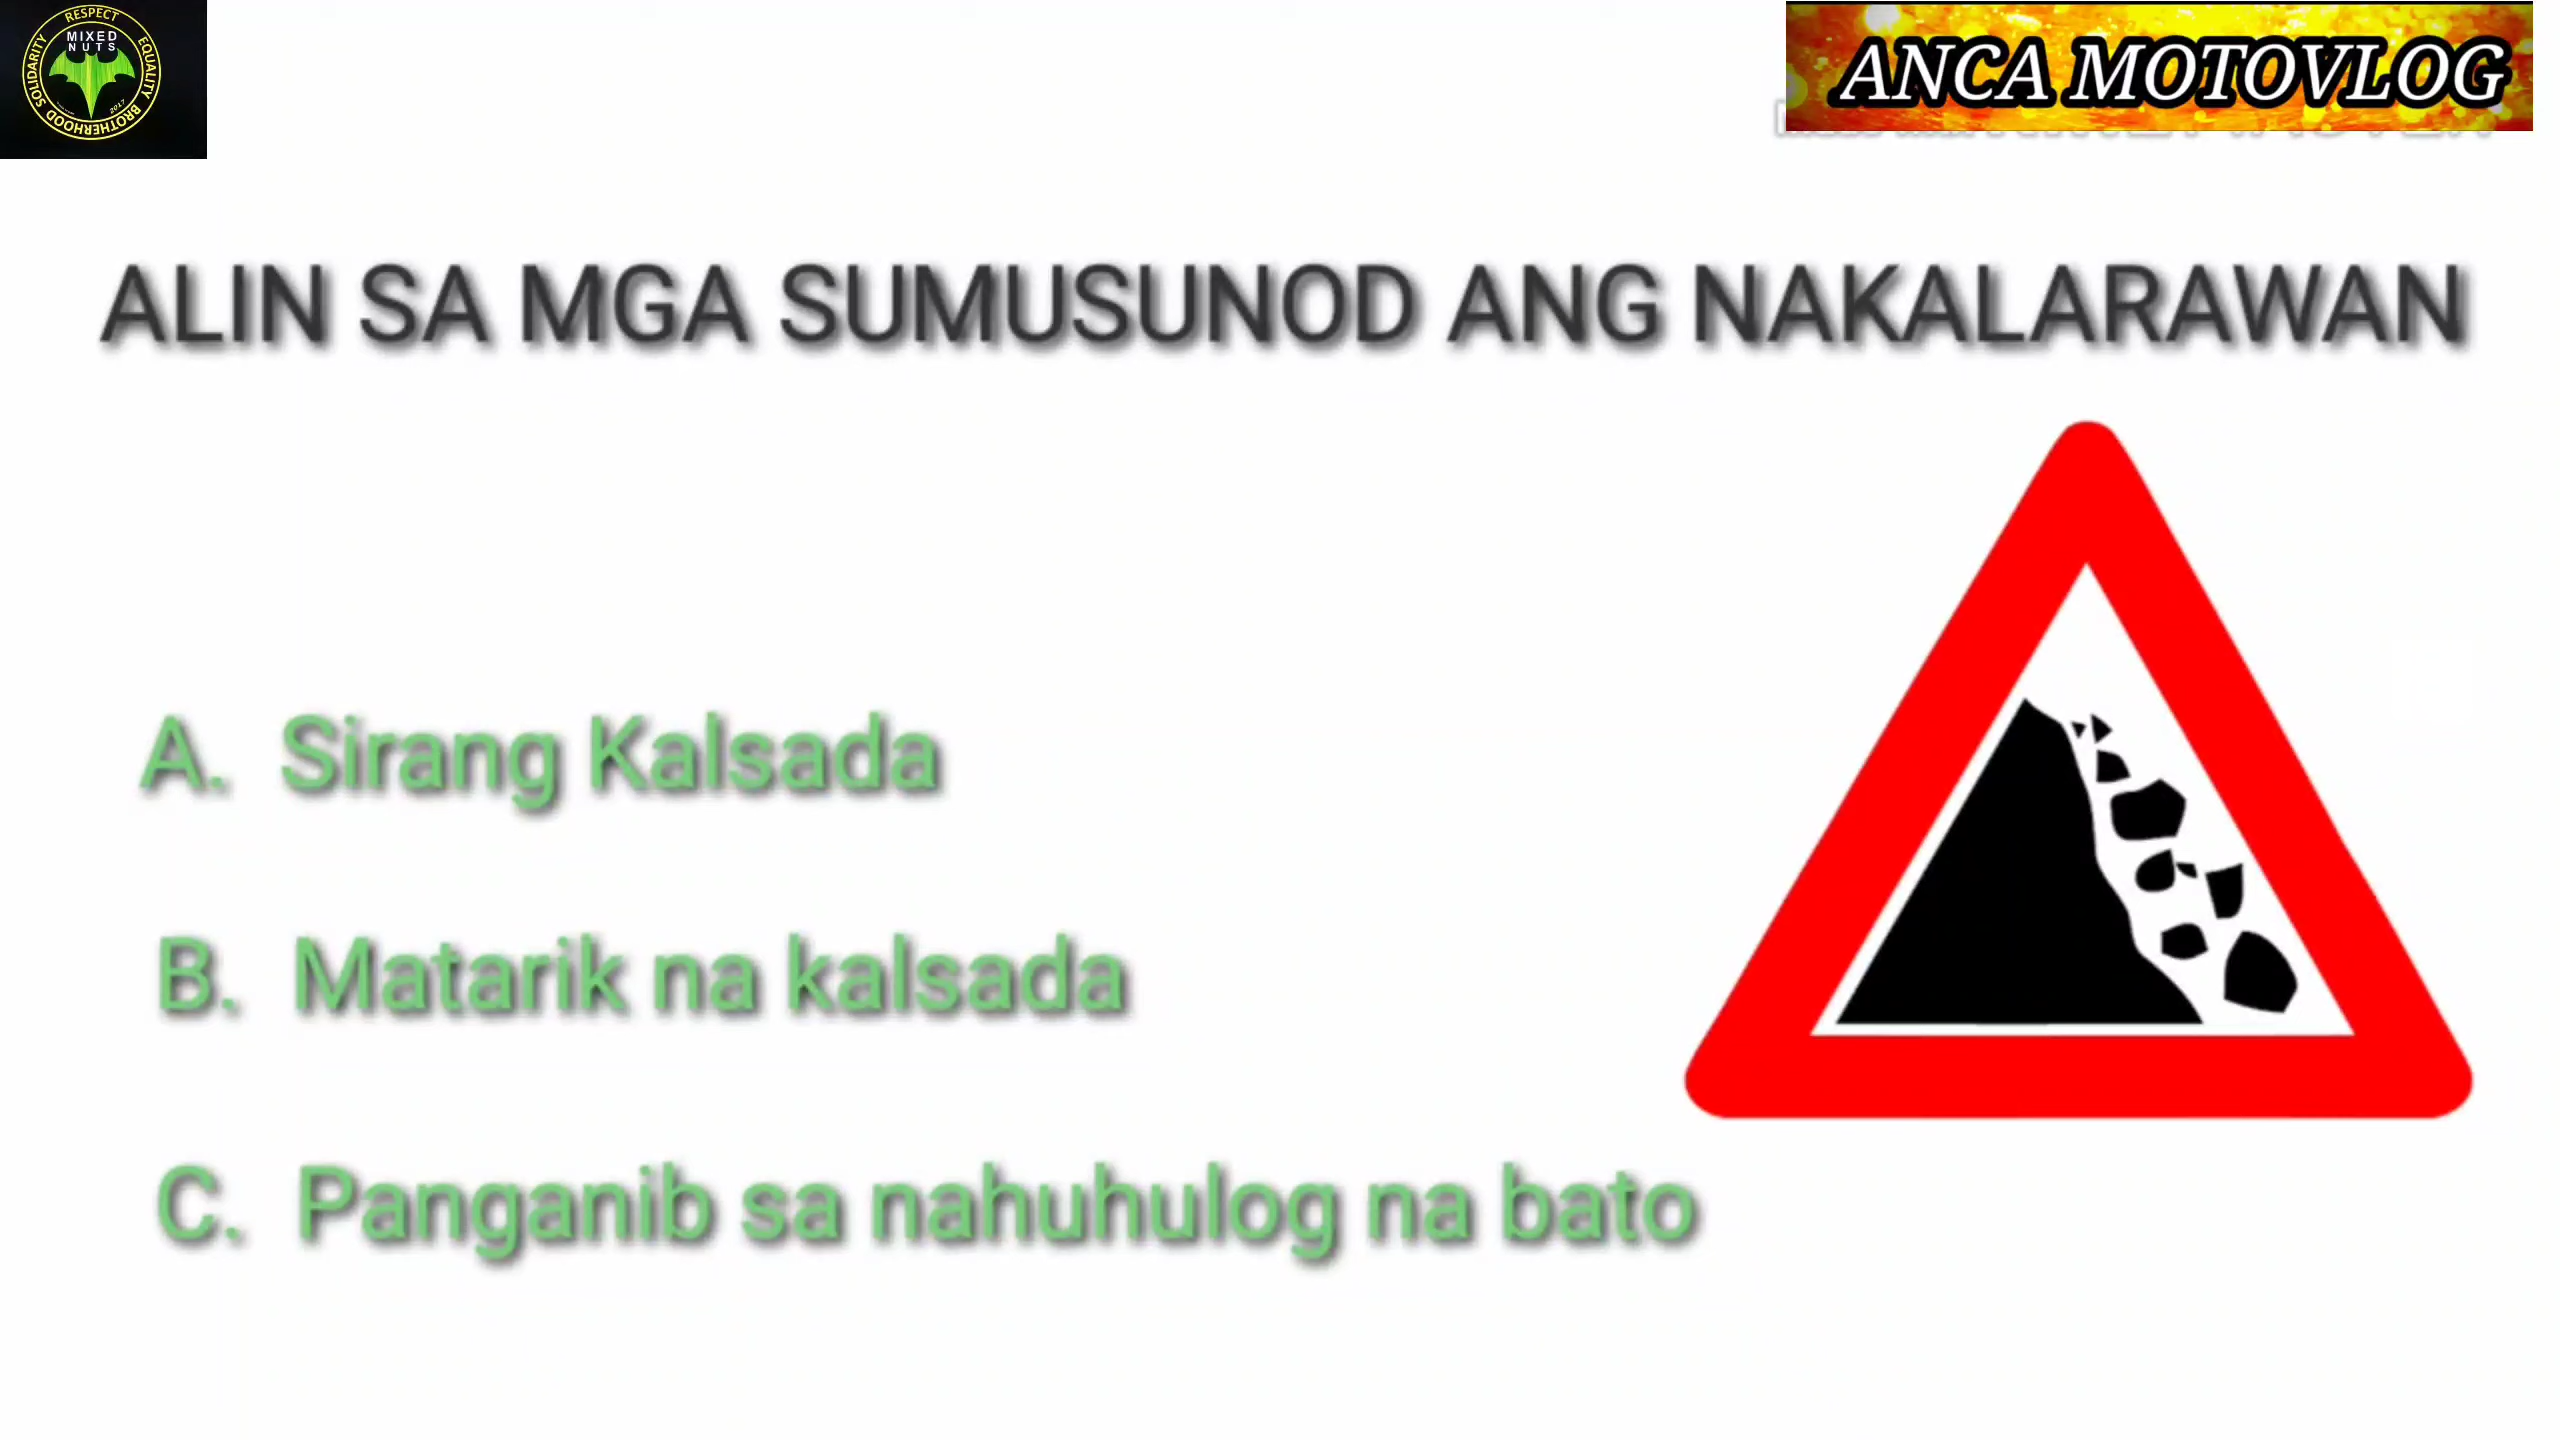 RESPECT
EQUALITY
BROTHERHOOD
SOLIDARITY
MIXED
NUTS
2017
ANCA MOTOVLOG
ALIN SA MGA SUMUSUNOD ANG NAKALARAWAN
A. Sirang Kalsada
B. Matarik na kalsada
C. Panganib sa nahuhulog na bato